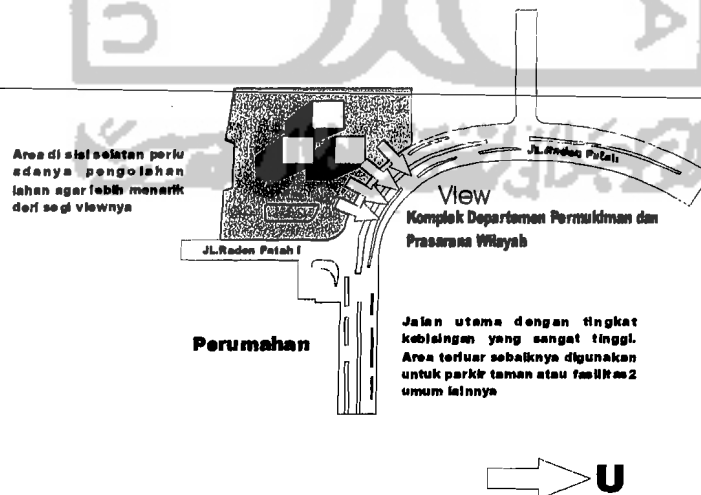 Area di sisi selatan perlu
adanya pengolahan
lahan agar lebih menarik
deri segi viewnya
JL.Raden Patah
View
Komplek Departemen Permukiman dan
Prasarana Wilayah
JL.Raden Patah I
Perumahan
Jalan utama dengan tingkat
kebisingan yang sangat tinggi.
Area terluar sebaiknya digunakan
untuk parkir taman atau fasilitas2
umum lainnya
U